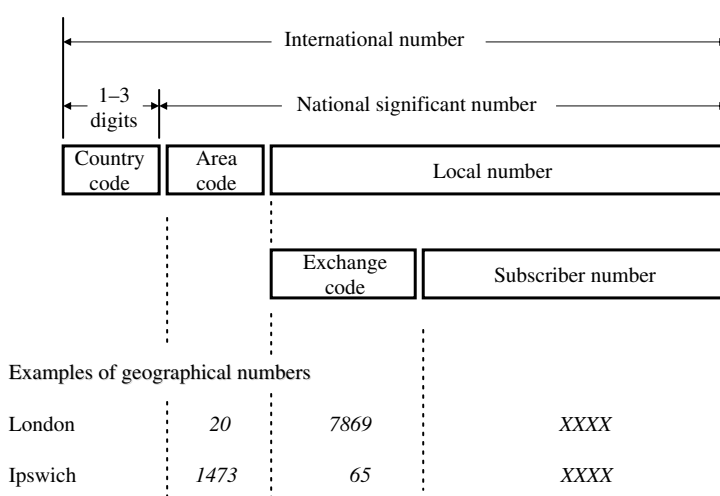 International number
1–3 digits
National significant number
Country code
Area code
Local number
Exchange code
Subscriber number
Examples of geographical numbers
London 20 7869 XXXX
Ipswich 1473 65 XXXX